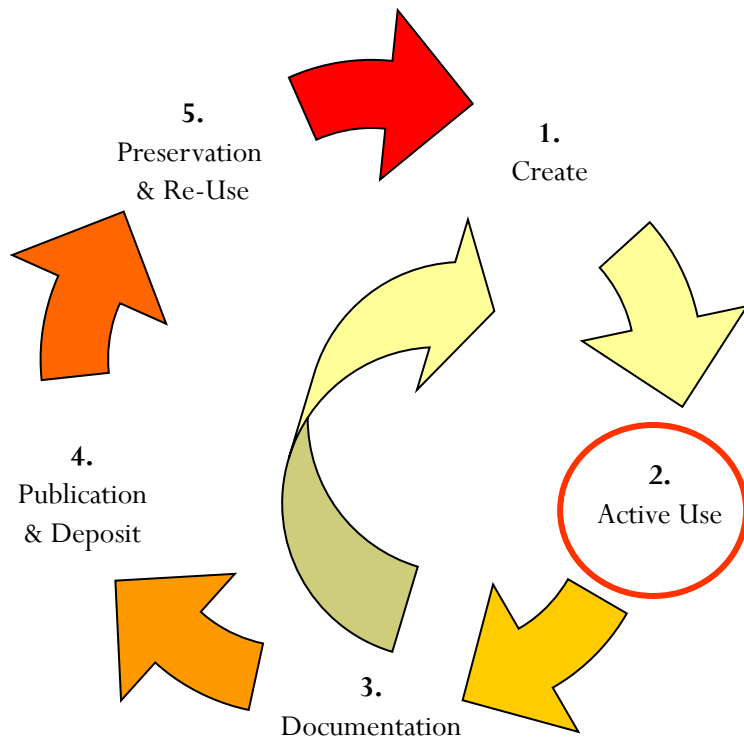 1.
Create
2.
Active Use
3.
Documentation
4.
Publication
& Deposit
5.
Preservation
& Re-Use